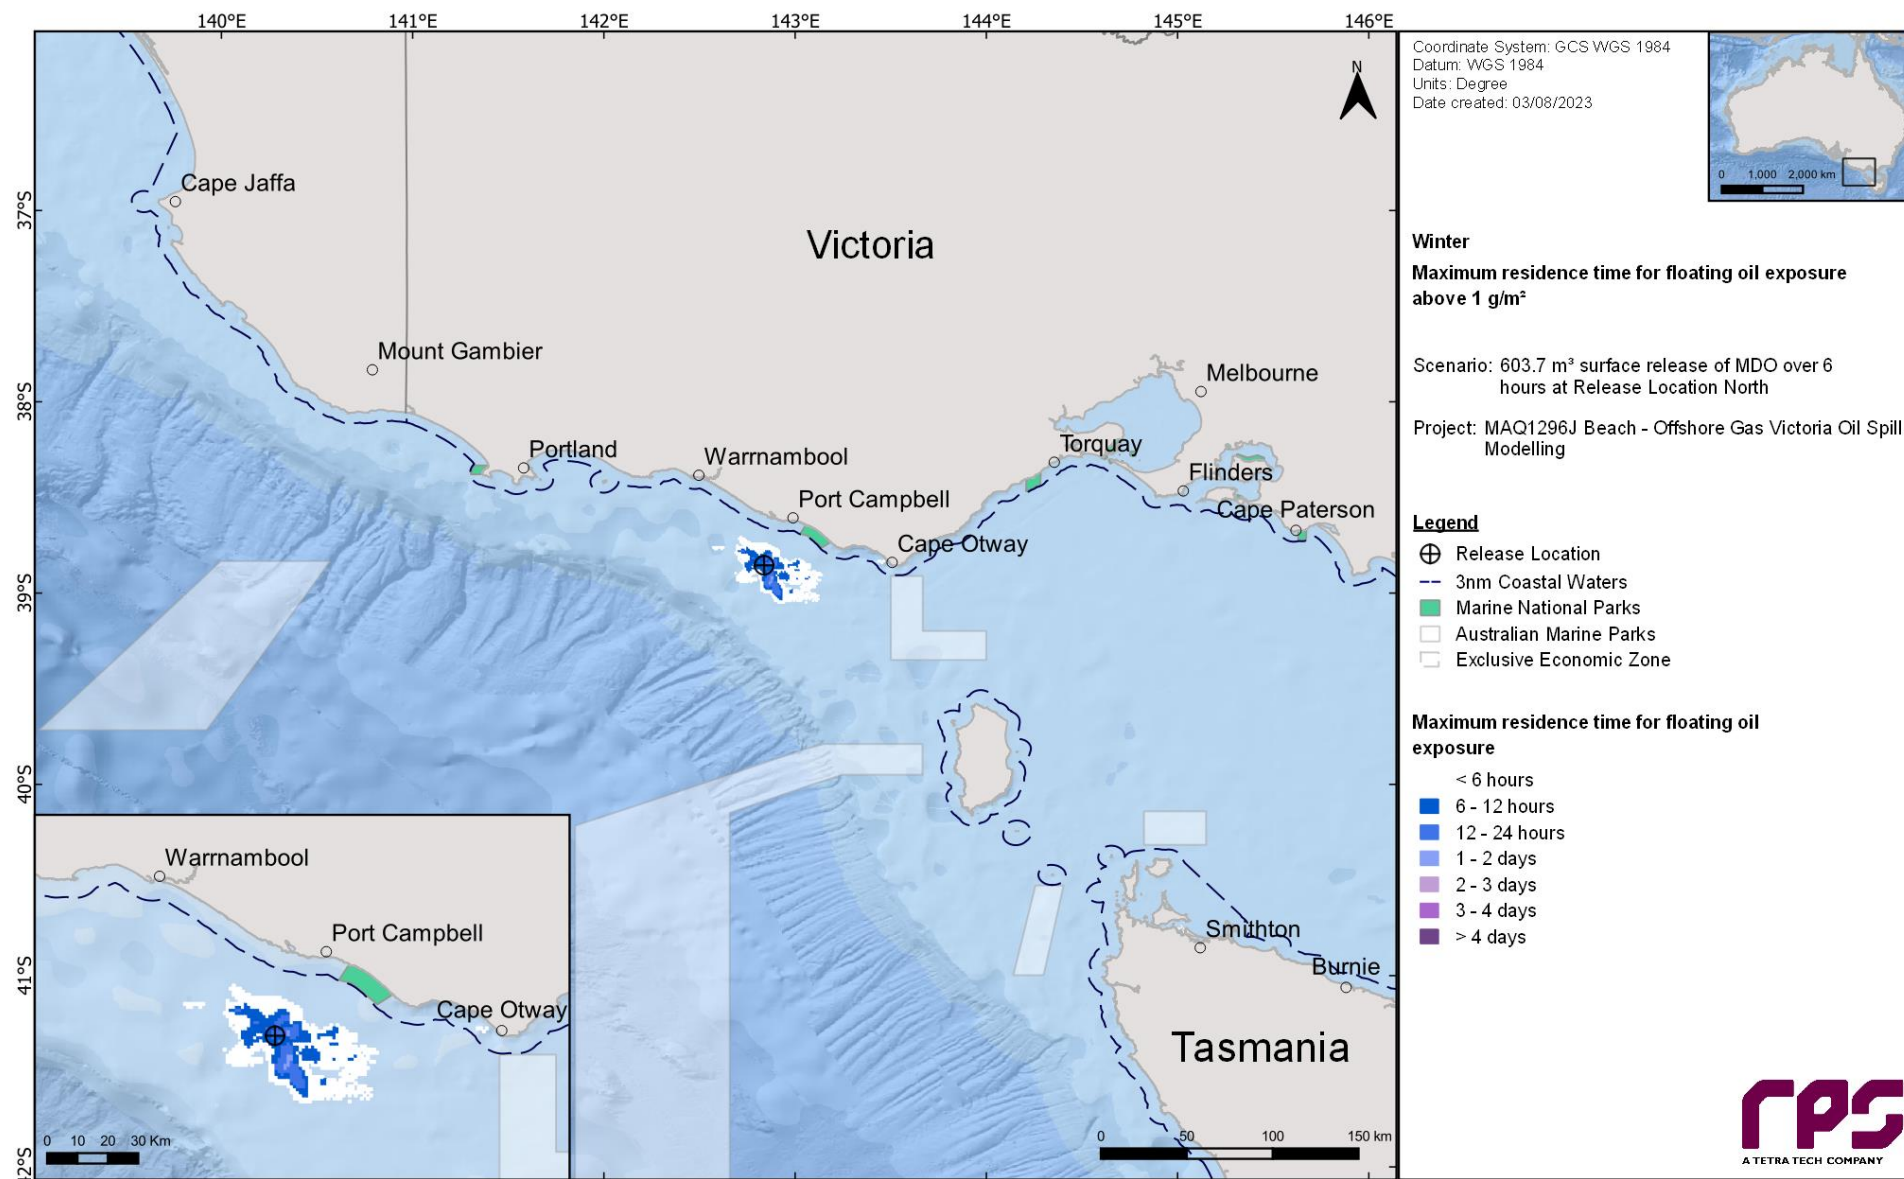 140°E 141°E 142°E 143°E 144°E 145°E 146°E
37°S
38°S
39°S
40°S
41°S
42°S
N
Cape Jaffa
Victoria
Mount Gambier
Melbourne
Portland
Warrnambool
Torquay
Flinders
Port Campbell
Cape Paterson
Cape Otway
Smithton
Burnie
Tasmania
0 50 100 150 km
Warrnambool
Port Campbell
Cape Otway
0 10 20 30 Km
Coordinate System: GCS WGS 1984
Datum: WGS 1984
Units: Degree
Date created: 03/08/2023
0 1,000 2,000 km
Winter
Maximum residence time for floating oil exposure
above 1 g/m²
Scenario: 603.7 m³ surface release of MDO over 6
hours at Release Location North
Project: MAQ1296J Beach - Offshore Gas Victoria Oil Spill
Modelling
Legend
Release Location
3nm Coastal Waters
Marine National Parks
Australian Marine Parks
Exclusive Economic Zone
Maximum residence time for floating oil
exposure
< 6 hours
6 - 12 hours
12 - 24 hours
1 - 2 days
2 - 3 days
3 - 4 days
> 4 days
rps
A TETRA TECH COMPANY